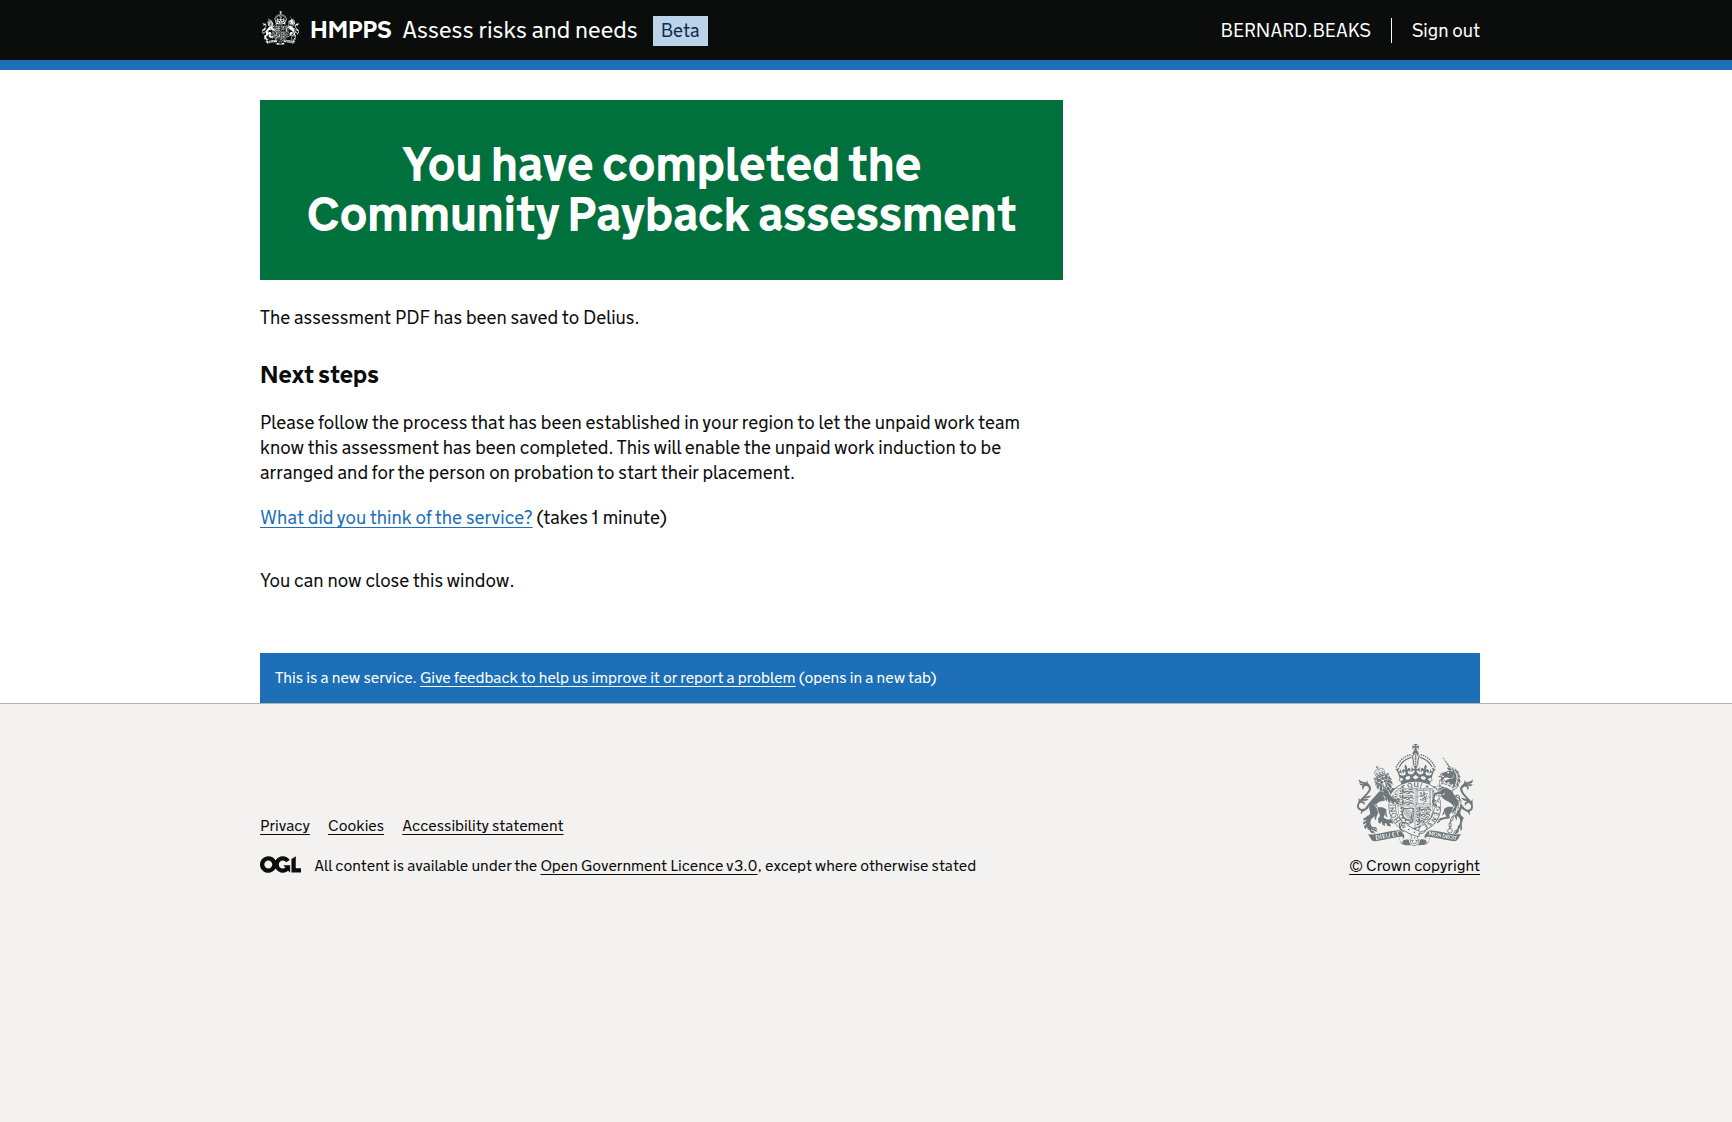 HMPPS Assess risks and needs Beta
BERNARD.BEAKS Sign out
You have completed the
Community Payback assessment
The assessment PDF has been saved to Delius.
Next steps
Please follow the process that has been established in your region to let the unpaid work team
know this assessment has been completed. This will enable the unpaid work induction to be
arranged and for the person on probation to start their placement.
What did you think of the service? (takes 1 minute)
You can now close this window.
This is a new service. Give feedback to help us improve it or report a problem (opens in a new tab)
Privacy Cookies Accessibility statement
OGL All content is available under the Open Government Licence v3.0, except where otherwise stated
© Crown copyright